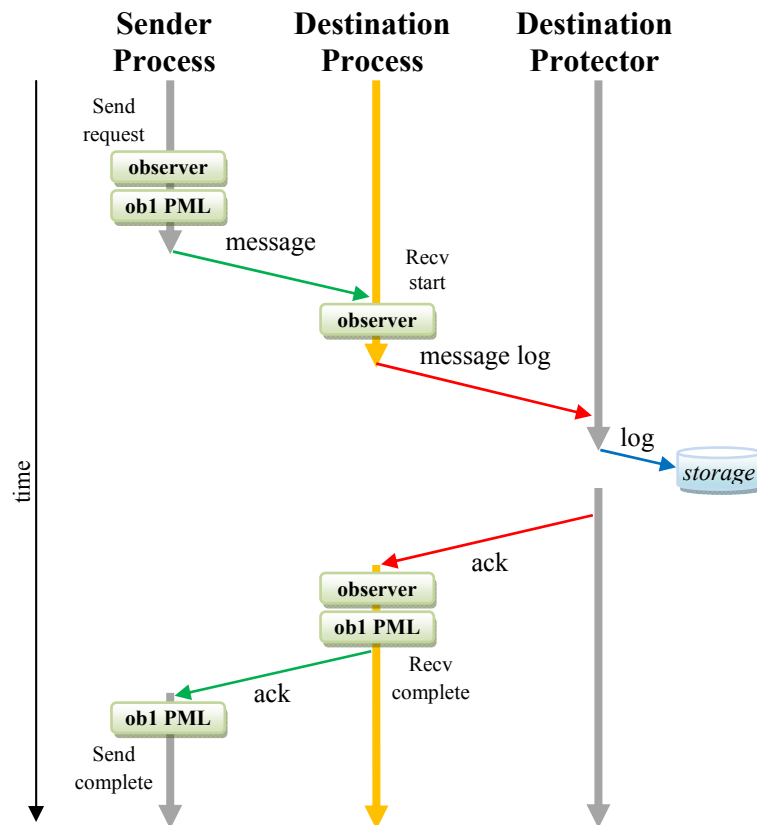 Sender
Process
Destination
Process
Destination
Protector
Send
request
observer
ob1 PML
message
Recv
start
observer
message log
log
storage
time
ack
observer
ob1 PML
Recv
complete
ack
ob1 PML
Send
complete